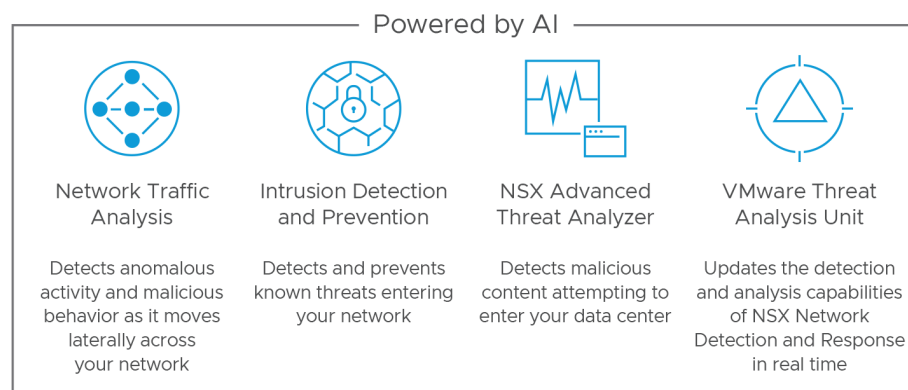 Powered by AI
Network Traffic
Analysis
Detects anomalous
activity and malicious
behavior as it moves
laterally across
your network
Intrusion Detection
and Prevention
Detects and prevents
known threats entering
your network
NSX Advanced
Threat Analyzer
Detects malicious
content attempting to
enter your data center
VMware Threat
Analysis Unit
Updates the detection
and analysis capabilities
of NSX Network
Detection and Response
in real time